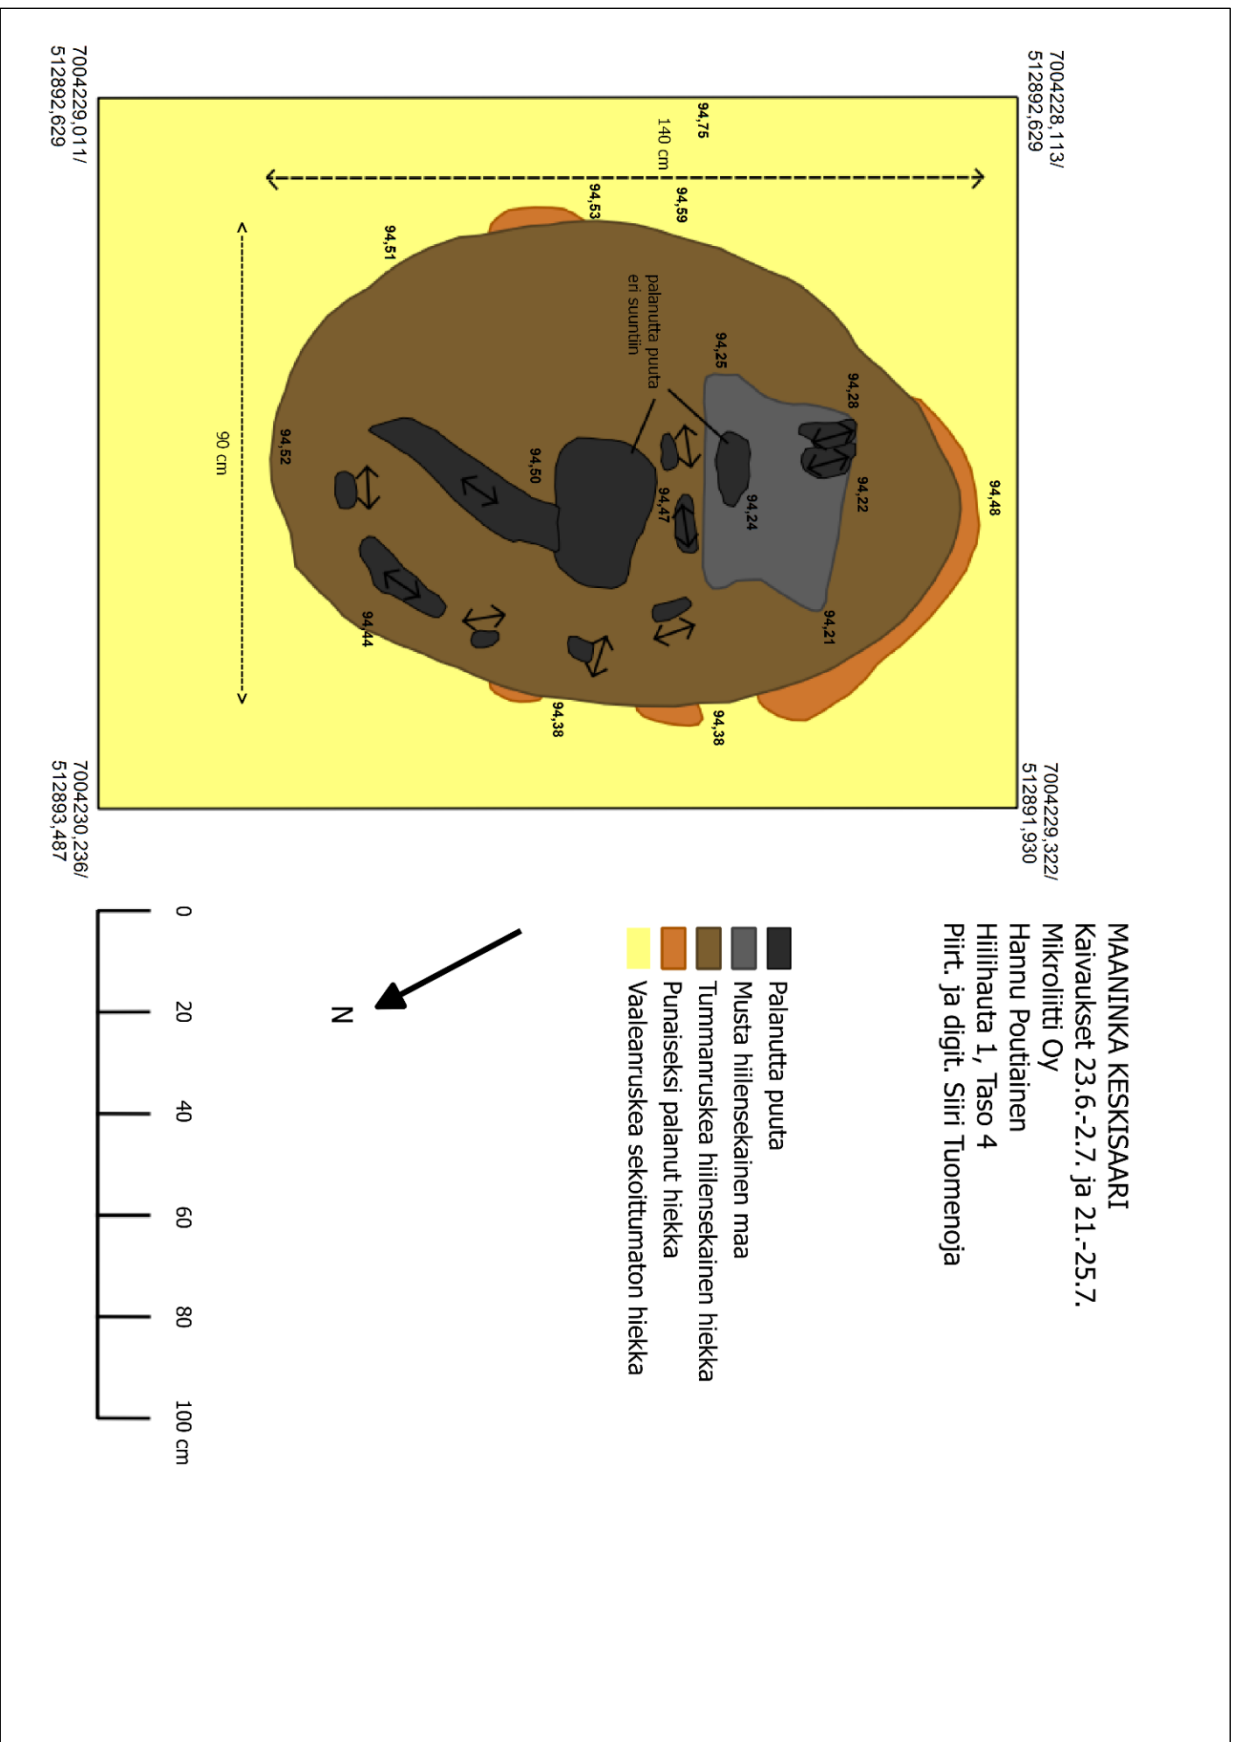 MAANINKA KESKISAARI
Kaivaukset 23.6.-2.7. ja 21.-25.7.
Mikroliitti Oy
Hannu Poutiainen
Hiilihauta 1, Taso 4
Piirt. ja digit. Siiri Tuomenoja
7004228,113/
512892,629
7004229,322/
512891,930
94,48
94,28
94,22
94,21
94,25
94,24
94,75
140 cm
94,59
94,47
94,38
palanutta puuta
eri suuntiin
94,53
94,50
94,38
94,51
94,44
94,52
90 cm
7004229,011/
512892,629
7004230,236/
512893,487
Palanutta puuta
Musta hiilensekainen maa
Tummanruskea hiilensekainen hiekka
Punaiseksi palanut hiekka
Vaaleanruskea sekoittumaton hiekka
N
0 20 40 60 80 100 cm